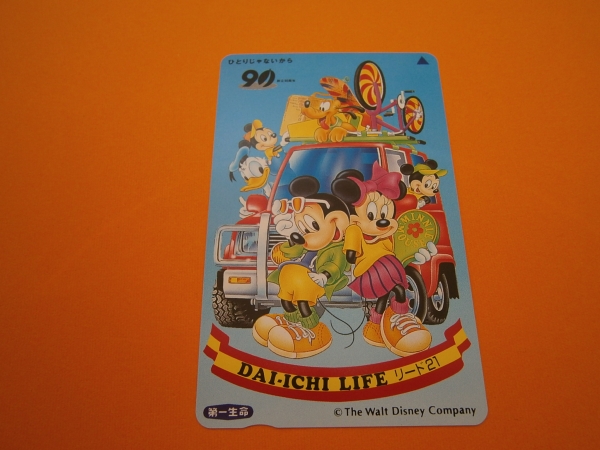 ひとりじゃないから
90
MINNIE
DAI-ICHI LIFE リード21
第一生命
© The Walt Disney Company